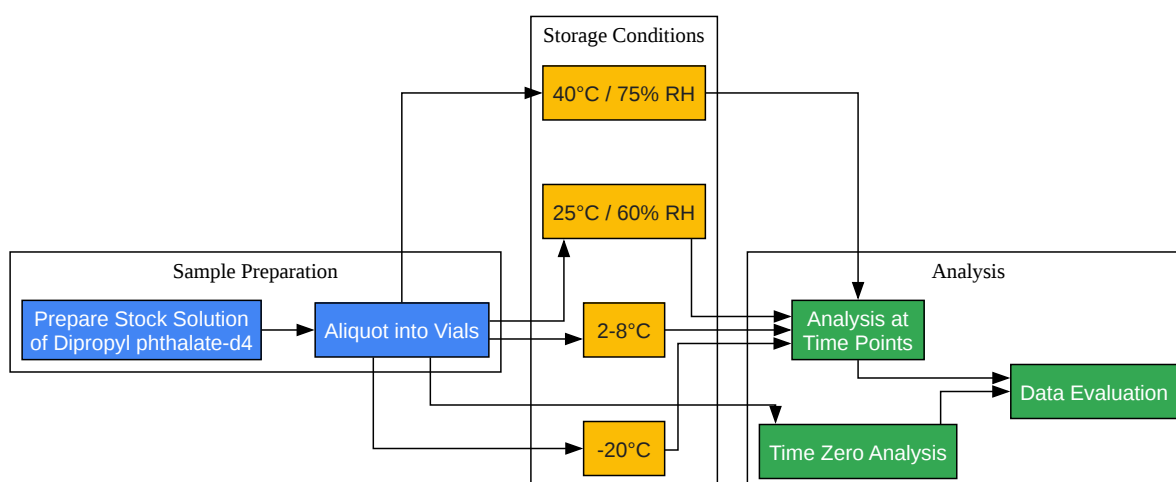 Storage Conditions
40°C / 75% RH
25°C / 60% RH
2-8°C
-20°C
Sample Preparation
Prepare Stock Solution
of Dipropyl phthalate-d4
Aliquot into Vials
Analysis
Analysis at
Time Points
Time Zero Analysis
Data Evaluation